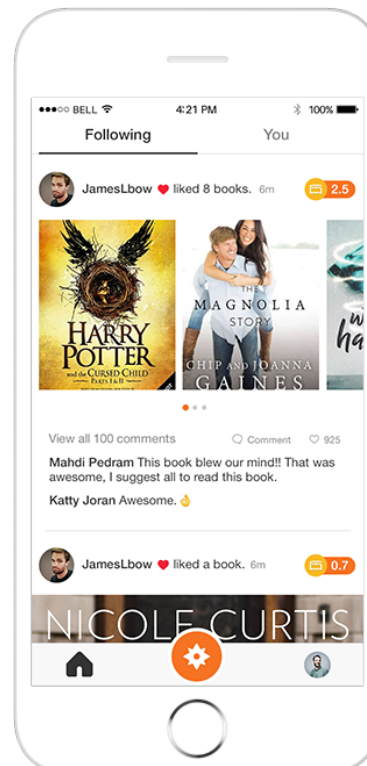 BELL 4:21 PM 100%
Following You
JamesLbow ❤ liked 8 books. 6m 2.5
HARRY
POTTER
and the CURSED CHILD
PARTS I & II
THE
MAGNOLIA
STORY
CHIP AND JOANNA
GAINES
w
ha
View all 100 comments Comment 925
Mahdi Pedram This book blew our mind!! That was
awesome, I suggest all to read this book.
Katty Joran Awesome. 👌
JamesLbow ❤ liked a book. 6m 0.7
NICOLE CURTIS